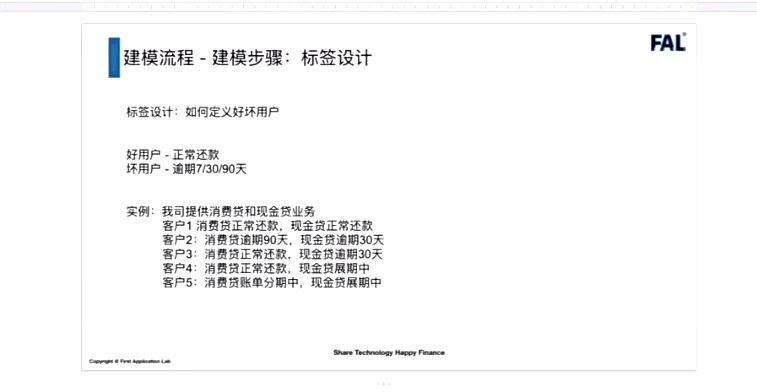 建模流程 - 建模步骤：标签设计
FAL
标签设计：如何定义好坏用户
好用户 - 正常还款
坏用户 - 逾期7/30/90天
实例：我司提供消费贷和现金贷业务
客户1 消费贷正常还款，现金贷正常还款
客户2：消费贷逾期90天，现金贷逾期30天
客户3：消费贷正常还款，现金贷逾期30天
客户4：消费贷正常还款，现金贷展期中
客户5：消费贷账单分期中，现金贷展期中
Share Technology Happy Finance
Copyright @ First Application Lab